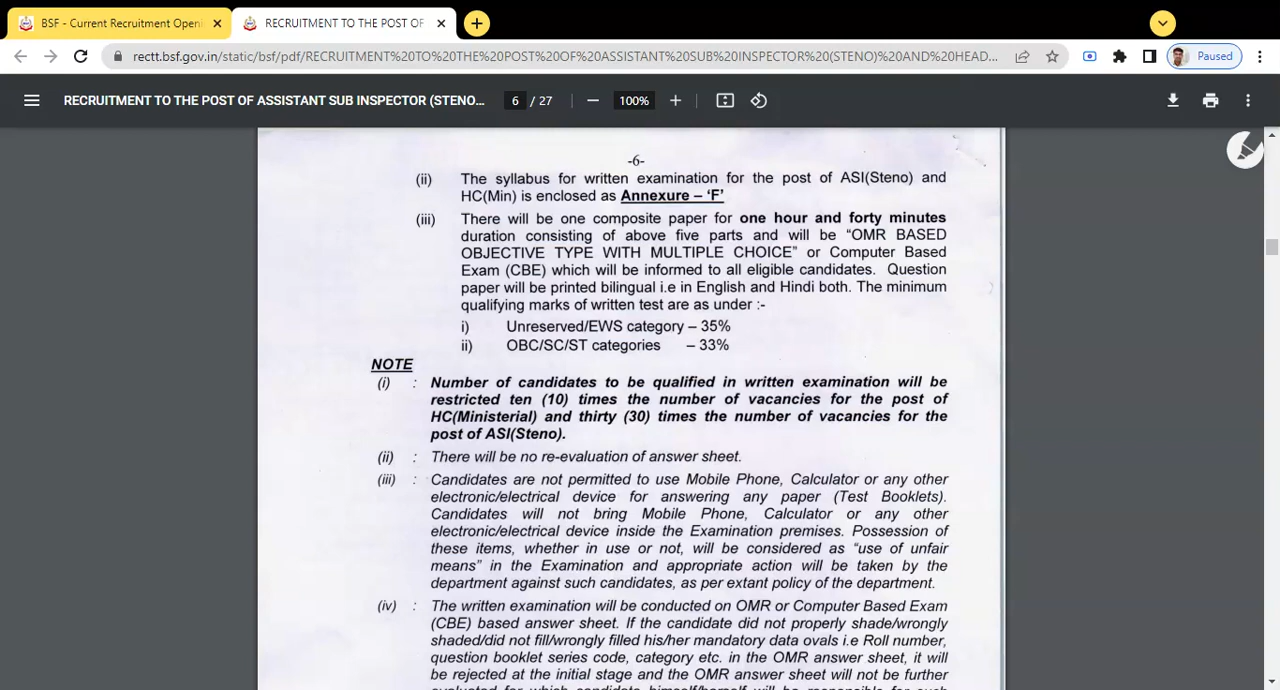 BSF - Current Recruitment Openi
RECRUITMENT TO THE POST OF
rectt.bsf.gov.in/static/bsf/pdf/RECRUITMENT%20TO%20THE%20POST%20OF%20ASSISTANT%20SUB%20INSPECTOR%20(STENO)%20AND%20HEAD...
Paused
RECRUITMENT TO THE POST OF ASSISTANT SUB INSPECTOR (STENO...
6 / 27
100%
-6-
(ii) The syllabus for written examination for the post of ASI(Steno) and
HC(Min) is enclosed as Annexure – ‘F’
(iii) There will be one composite paper for one hour and forty minutes
duration consisting of above five parts and will be “OMR BASED
OBJECTIVE TYPE WITH MULTIPLE CHOICE” or Computer Based
Exam (CBE) which will be informed to all eligible candidates. Question
paper will be printed bilingual i.e in English and Hindi both. The minimum
qualifying marks of written test are as under :-
i) Unreserved/EWS category – 35%
ii) OBC/SC/ST categories – 33%
NOTE
(i) : Number of candidates to be qualified in written examination will be
restricted ten (10) times the number of vacancies for the post of
HC(Ministerial) and thirty (30) times the number of vacancies for the
post of ASI(Steno).
(ii) : There will be no re-evaluation of answer sheet.
(iii) : Candidates are not permitted to use Mobile Phone, Calculator or any other
electronic/electrical device for answering any paper (Test Booklets).
Candidates will not bring Mobile Phone, Calculator or any other
electronic/electrical device inside the Examination premises. Possession of
these items, whether in use or not, will be considered as “use of unfair
means” in the Examination and appropriate action will be taken by the
department against such candidates, as per extant policy of the department.
(iv) : The written examination will be conducted on OMR or Computer Based Exam
(CBE) based answer sheet. If the candidate did not properly shade/wrongly
shaded/did not fill/wrongly filled his/her mandatory data ovals i.e Roll number,
question booklet series code, category etc. in the OMR answer sheet, it will
be rejected at the initial stage and the OMR answer sheet will not be further